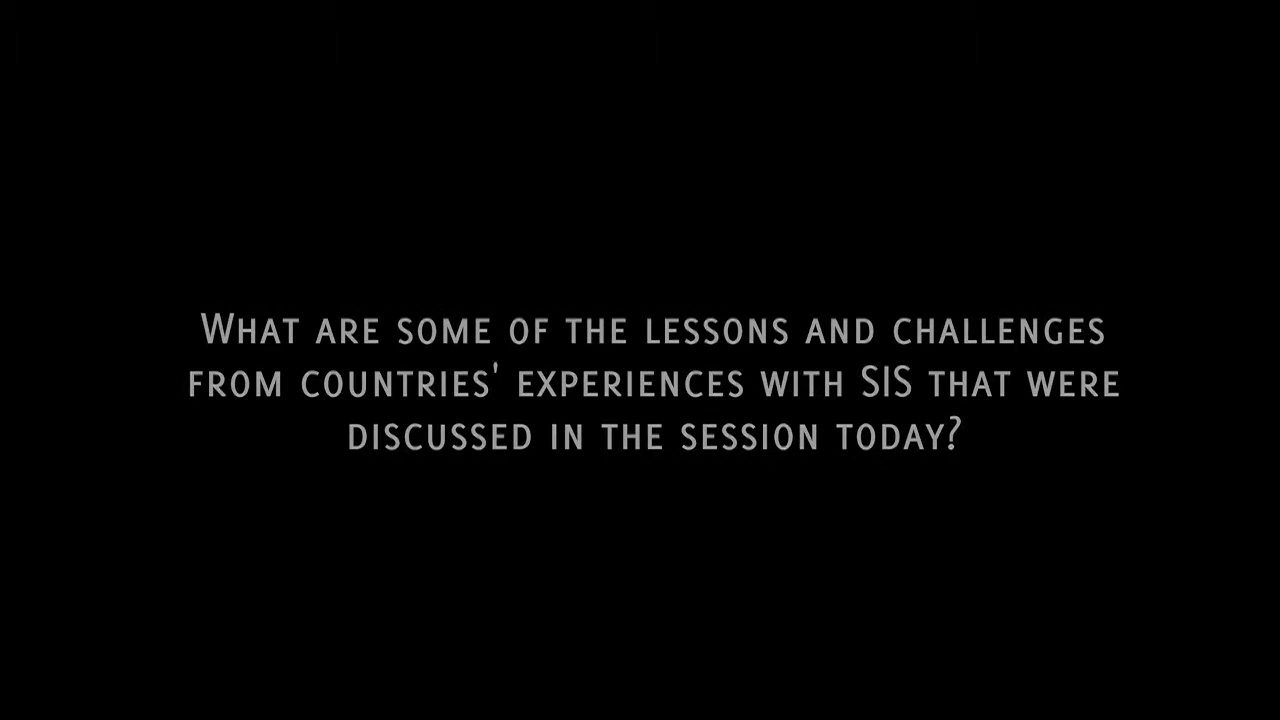 What are some of the lessons and challenges
from countries' experiences with SIS that were
discussed in the session today?